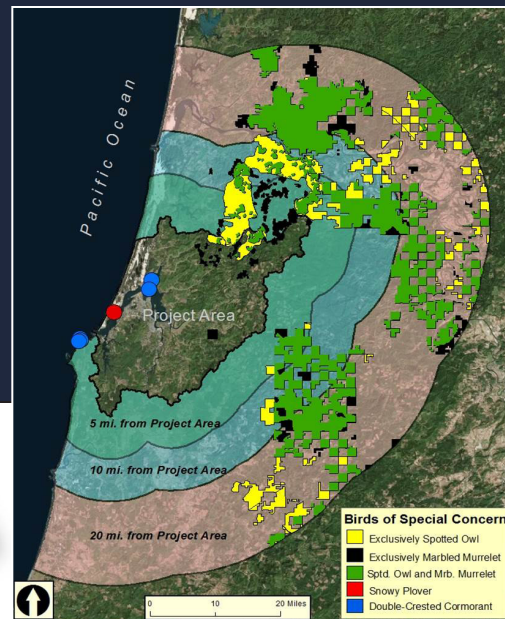 Pacific Ocean
Project Area
5 mi. from Project Area
10 mi. from Project Area
20 mi. from Project Area
Birds of Special Concern
Exclusively Spotted Owl
Exclusively Marbled Murrelet
Sptd. Owl and Mrb. Murrelet
Snowy Plover
Double-Crested Cormorant
0 10 20 Miles